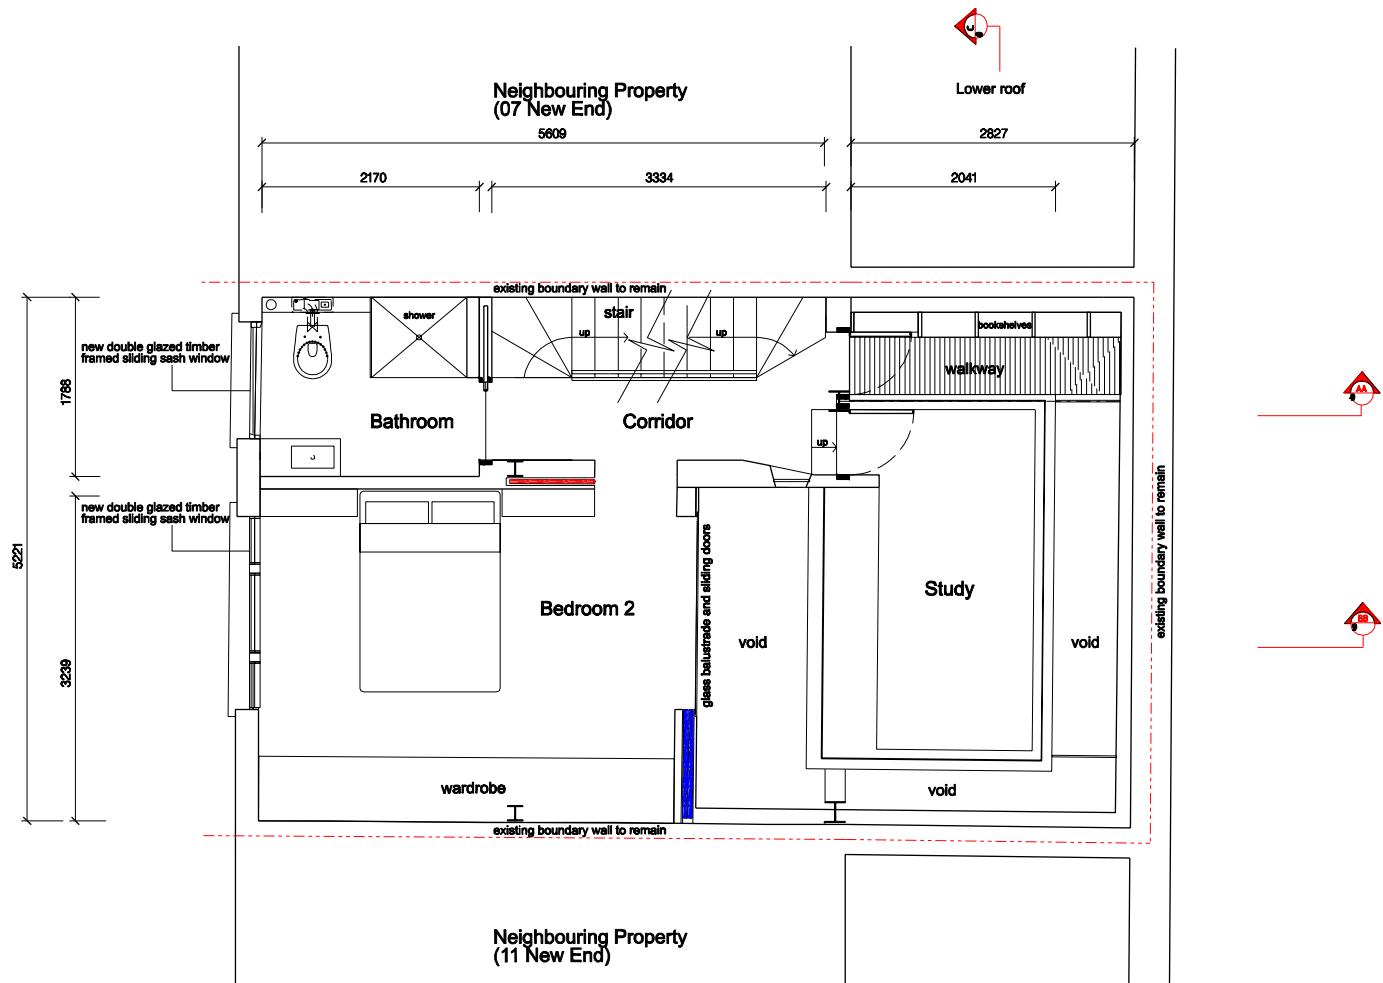 Lower roof
Neighbouring Property
(07 New End)
5609
2827
2170
3334
2041
existing boundary wall to remain
stair
shower
up
up
bookshelves
walkway
new double glazed timber
framed sliding sash window
1788
Bathroom
Corridor
up
AA
new double glazed timber
framed sliding sash window
5221
3239
Bedroom 2
glass balustrade and sliding doors
void
Study
void
existing boundary wall to remain
BB
wardrobe
void
existing boundary wall to remain
Neighbouring Property
(11 New End)